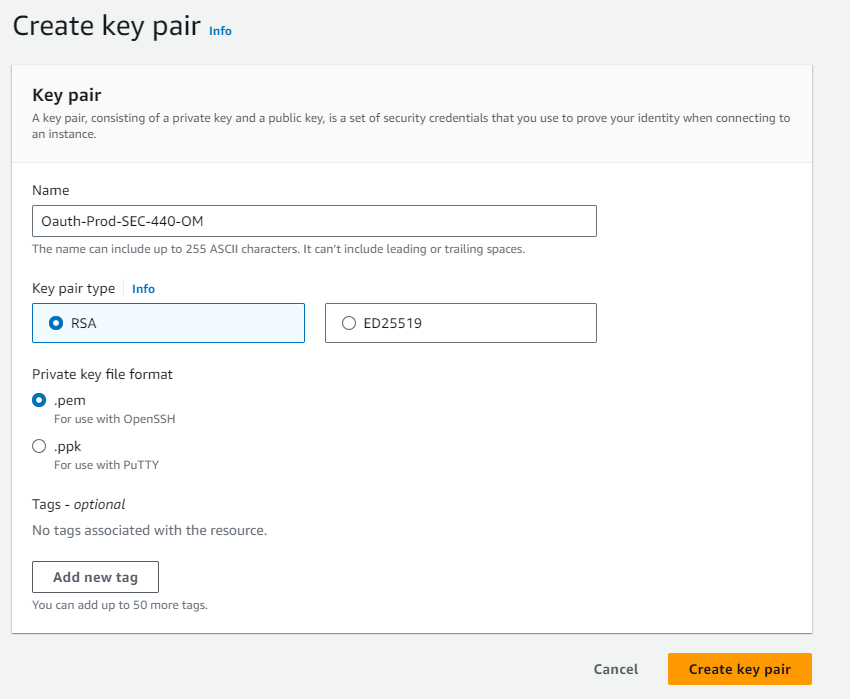 Create key pair Info
Key pair
A key pair, consisting of a private key and a public key, is a set of security credentials that you use to prove your identity when connecting to
an instance.
Name
Oauth-Prod-SEC-440-OM
The name can include up to 255 ASCII characters. It can't include leading or trailing spaces.
Key pair type Info
RSA ED25519
Private key file format
.pem
For use with OpenSSH
.ppk
For use with PuTTY
Tags - optional
No tags associated with the resource.
Add new tag
You can add up to 50 more tags.
Cancel Create key pair